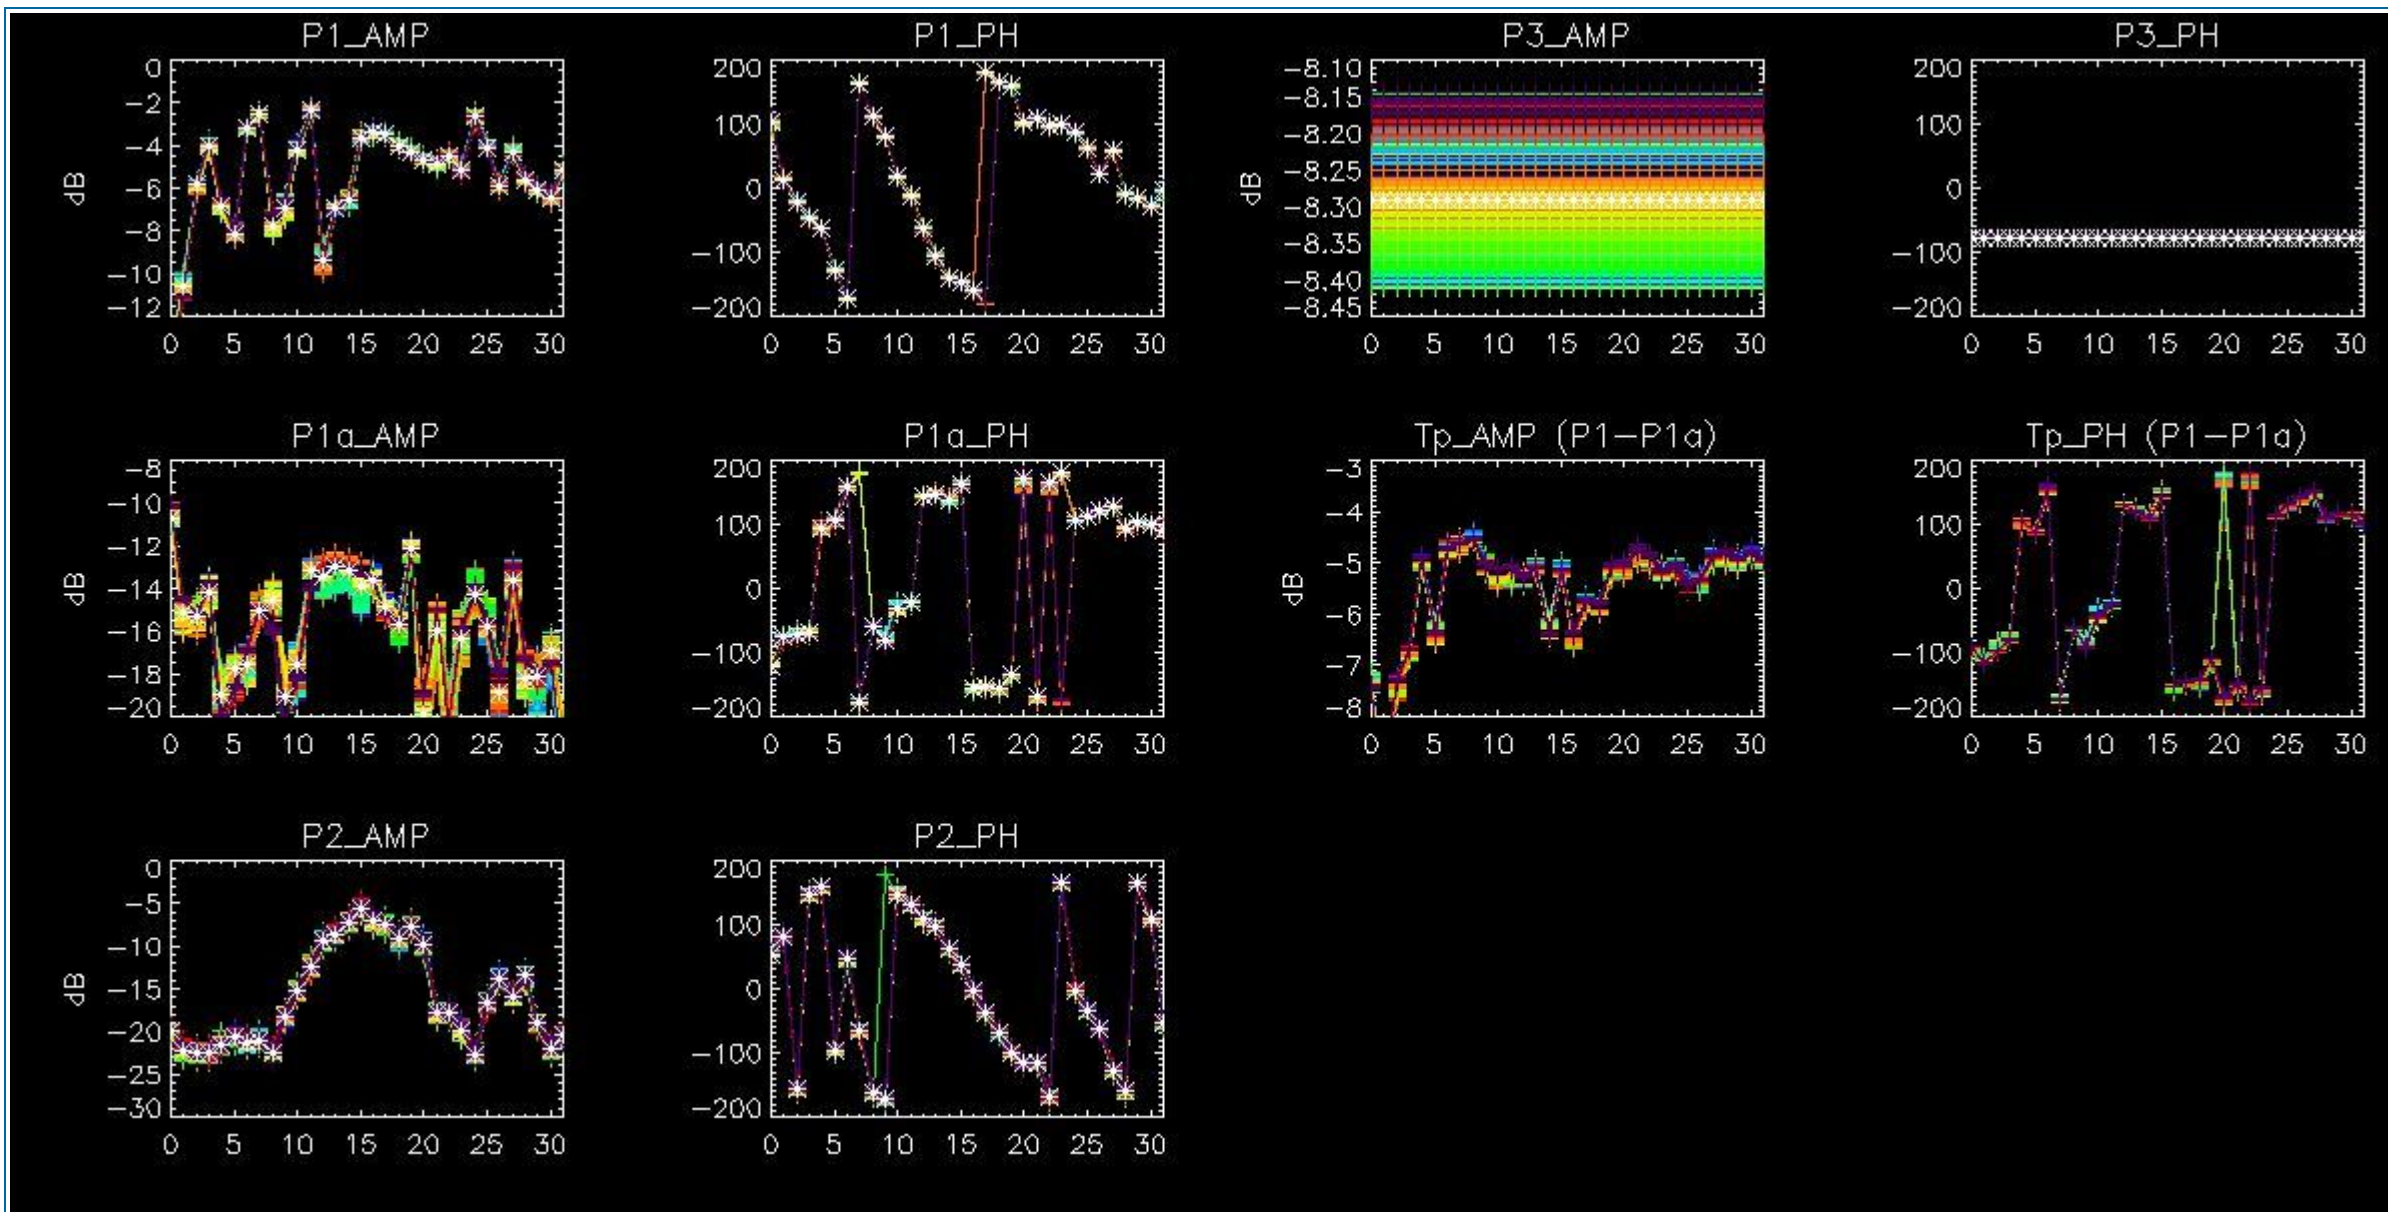 P1_AMP P1_PH P3_AMP P3_PH
0 200 -8.10 200
-2 -8.15
-4 100 -8.20 100
dB -6 0 dB -8.25 0
-8 -8.30
-10 -100 -8.35 -100
-12 -200 -8.40 -200
-8.45
0 5 10 15 20 25 30 0 5 10 15 20 25 30 0 5 10 15 20 25 30 0 5 10 15 20 25 30
P1a_AMP P1a_PH Tp_AMP (P1-P1a) Tp_PH (P1-P1a)
-8 200 -3 200
-10 100 -4 100
-12
dB -14 0 dB -5 0
-16 -6
-18 -100 -7 -100
-20 -200 -8 -200
0 5 10 15 20 25 30 0 5 10 15 20 25 30 0 5 10 15 20 25 30 0 5 10 15 20 25 30
P2_AMP P2_PH
0 200
-5 100
-10
dB -15 0
-20
-25 -100
-30 -200
0 5 10 15 20 25 30 0 5 10 15 20 25 30